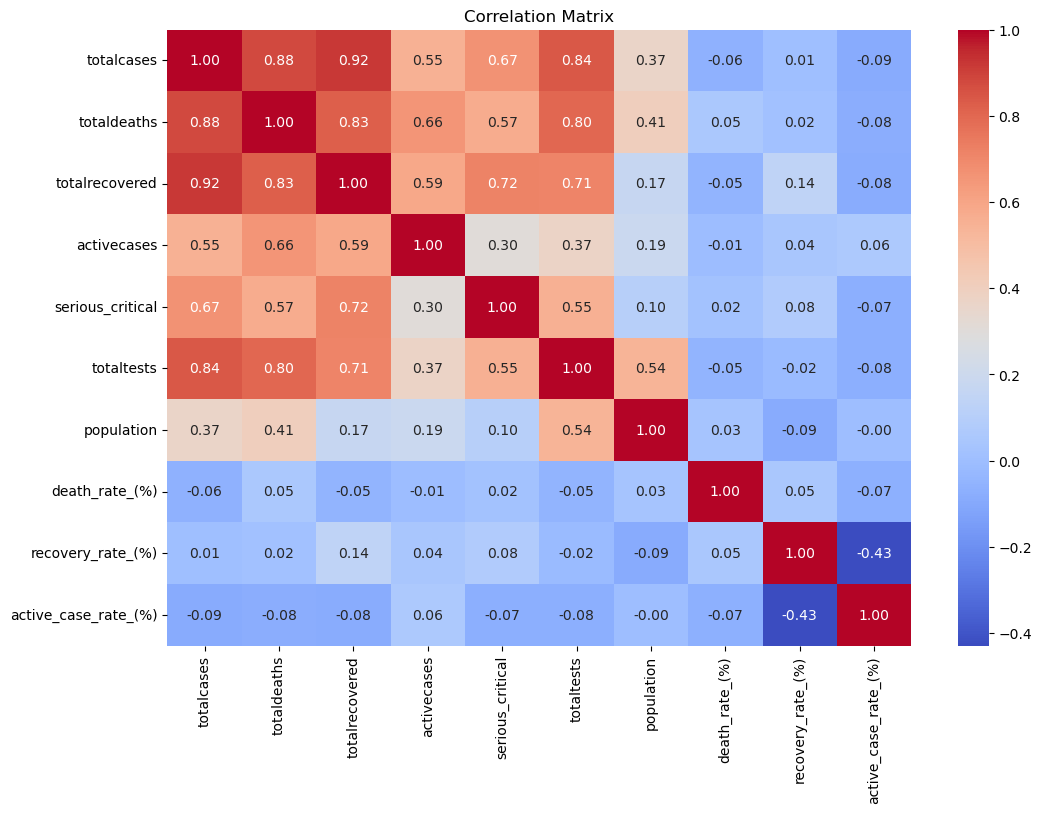 Correlation Matrix
totalcases 1.00 0.88 0.92 0.55 0.67 0.84 0.37 -0.06 0.01 -0.09
totaldeaths 0.88 1.00 0.83 0.66 0.57 0.80 0.41 0.05 0.02 -0.08
totalrecovered 0.92 0.83 1.00 0.59 0.72 0.71 0.17 -0.05 0.14 -0.08
activecases 0.55 0.66 0.59 1.00 0.30 0.37 0.19 -0.01 0.04 0.06
serious_critical 0.67 0.57 0.72 0.30 1.00 0.55 0.10 0.02 0.08 -0.07
totaltests 0.84 0.80 0.71 0.37 0.55 1.00 0.54 -0.05 -0.02 -0.08
population 0.37 0.41 0.17 0.19 0.10 0.54 1.00 0.03 -0.09 -0.00
death_rate_(%) -0.06 0.05 -0.05 -0.01 0.02 -0.05 0.03 1.00 0.05 -0.07
recovery_rate_(%) 0.01 0.02 0.14 0.04 0.08 -0.02 -0.09 0.05 1.00 -0.43
active_case_rate_(%) -0.09 -0.08 -0.08 0.06 -0.07 -0.08 -0.00 -0.07 -0.43 1.00
totalcases
totaldeaths
totalrecovered
activecases
serious_critical
totaltests
population
death_rate_(%)
recovery_rate_(%)
active_case_rate_(%)
1.0
0.8
0.6
0.4
0.2
0.0
−0.2
−0.4